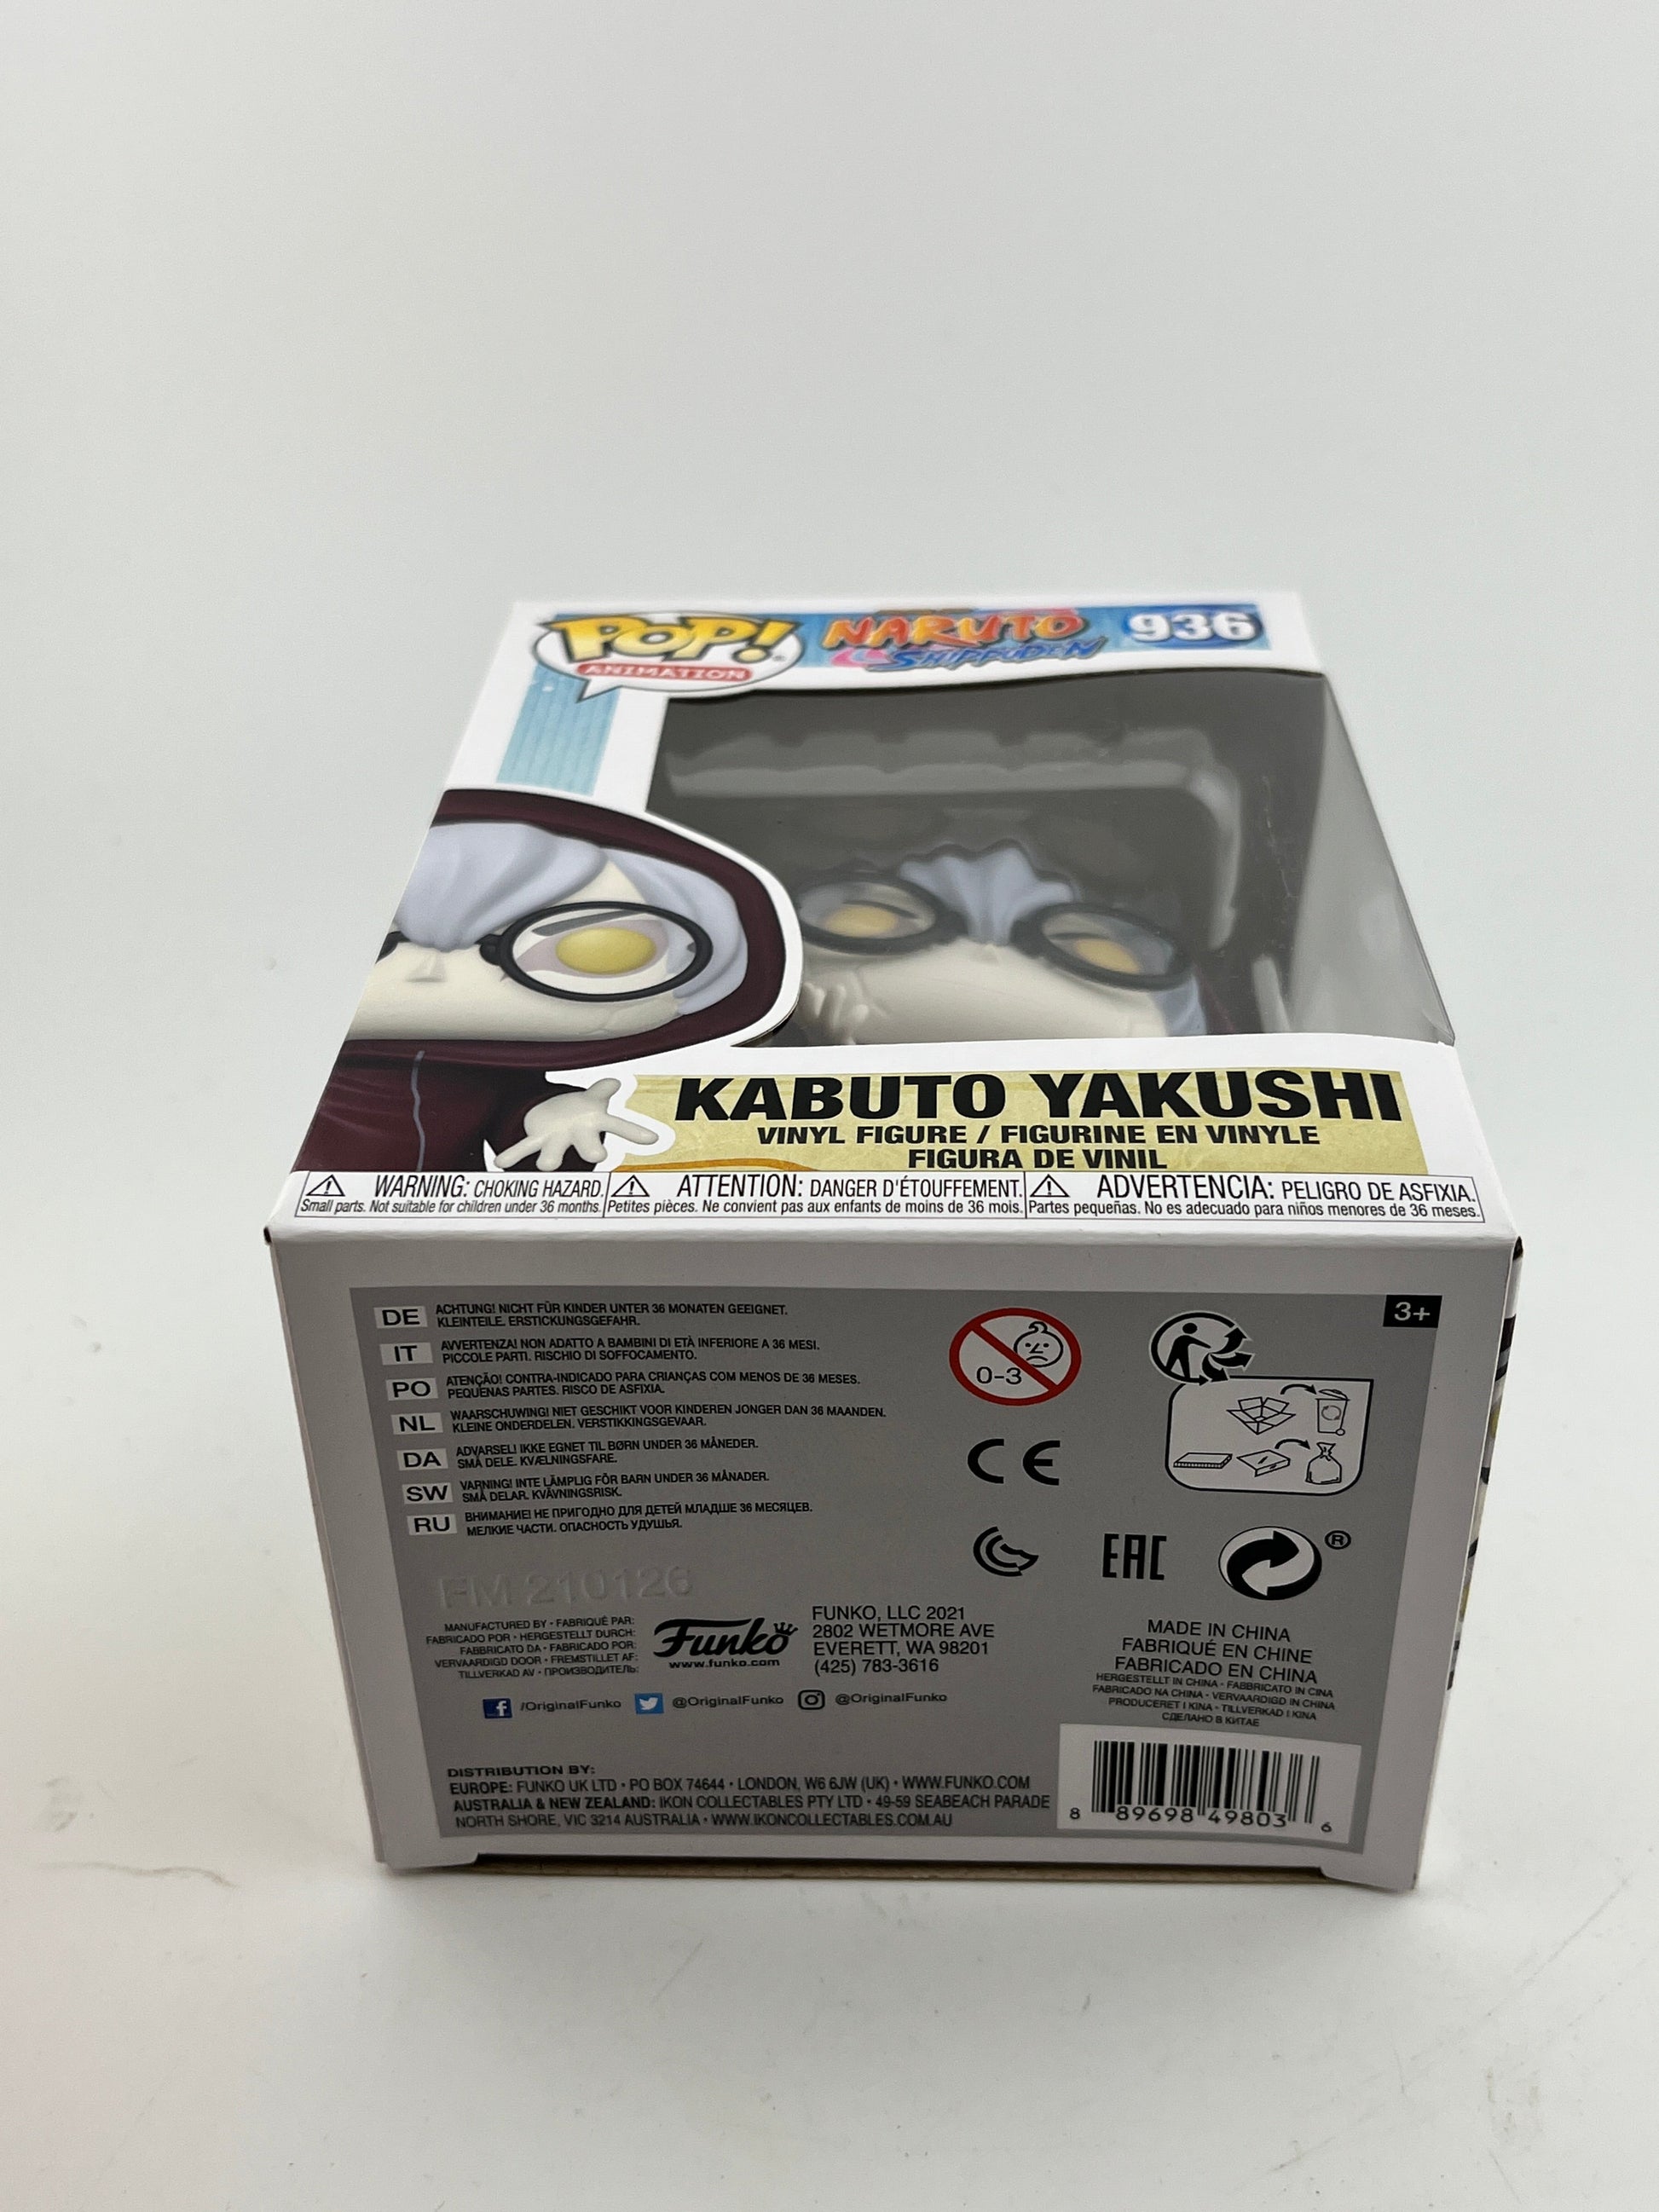 POP!
ANIMATION
NARUTO
SHIPPUDEN
936
KABUTO YAKUSHI
VINYL FIGURE / FIGURINE EN VINYLE
FIGURA DE VINIL
WARNING: CHOKING HAZARD.
Small parts. Not suitable for children under 36 months.
ATTENTION: DANGER D'ÉTOUFFEMENT.
Petites pièces. Ne convient pas aux enfants de moins de 36 mois.
ADVERTENCIA: PELIGRO DE ASFIXIA.
Partes pequeñas. No es adecuado para niños menores de 36 meses.
DE ACHTUNG! NICHT FÜR KINDER UNTER 36 MONATEN GEEIGNET.
KLEINTEILE. ERSTICKUNGSGEFAHR.
IT AVVERTENZA! NON ADATTO A BAMBINI DI ETÀ INFERIORE A 36 MESI.
PICCOLE PARTI. RISCHIO DI SOFFOCAMENTO.
PO ATENÇÃO! CONTRA-INDICADO PARA CRIANÇAS COM MENOS DE 36 MESES.
PEQUENAS PARTES. RISCO DE ASFIXIA.
NL WAARSCHUWING! NIET GESCHIKT VOOR KINDEREN JONGER DAN 36 MAANDEN.
KLEINE ONDERDELEN. VERSTIKKINGSGEVAAR.
DA ADVARSEL! IKKE EGNET TIL BØRN UNDER 36 MÅNEDER.
SMÅ DELE. KVÆLNINGSFARE.
SW VARNING! INTE LÄMPLIG FÖR BARN UNDER 36 MÅNADER.
SMÅ DELAR. KVÄVNINGSRISK.
RU ВНИМАНИЕ! НЕ ПРИГОДНО ДЛЯ ДЕТЕЙ МЛАДШЕ 36 МЕСЯЦЕВ.
МЕЛКИЕ ЧАСТИ. ОПАСНОСТЬ УДУШЬЯ.
0-3
3+
CE
EAC
®
FM 210126
MANUFACTURED BY • FABRIQUÉ PAR:
FABRICADO POR • HERGESTELLT DURCH:
FABBRICATO DA • FABRICADO POR:
VERVAARDIGD DOOR • FREMSTILLET AF:
TILLVERKAD AV • ПРОИЗВОДИТЕЛЬ:
Funko
www.funko.com
FUNKO, LLC 2021
2802 WETMORE AVE
EVERETT, WA 98201
(425) 783-3616
/OriginalFunko @OriginalFunko @OriginalFunko
MADE IN CHINA
FABRIQUÉ EN CHINE
FABRICADO EN CHINA
HERGESTELLT IN CHINA • FABBRICATO IN CINA
FABRICADO NA CHINA • VERVAARDIGD IN CHINA
PRODUCERET I KINA • TILLVERKAD I KINA
СДЕЛАНО В КИТАЕ
DISTRIBUTION BY:
EUROPE: FUNKO UK LTD • PO BOX 74644 • LONDON, W6 6JW (UK) • WWW.FUNKO.COM
AUSTRALIA & NEW ZEALAND: IKON COLLECTABLES PTY LTD • 49-59 SEABEACH PARADE
NORTH SHORE, VIC 3214 AUSTRALIA • WWW.IKONCOLLECTABLES.COM.AU
8 89698 49803 6